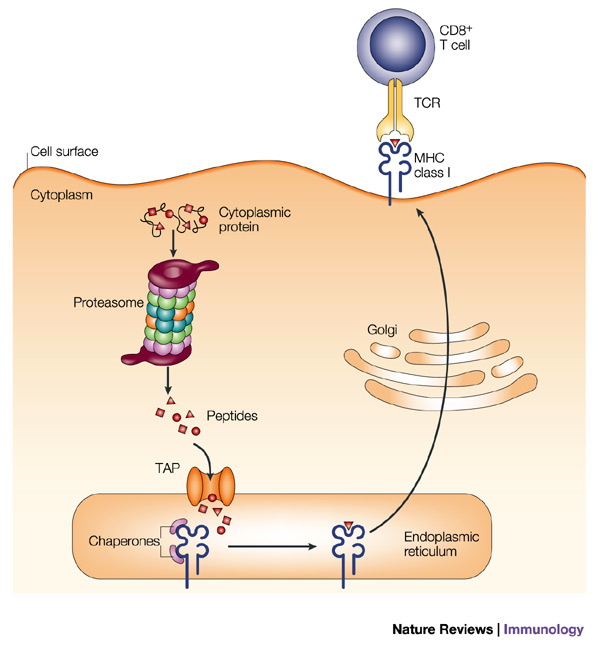 CD8+
T cell
TCR
MHC
class I
Cell surface
Cytoplasm
Cytoplasmic
protein
Proteasome
Golgi
Peptides
TAP
Chaperones
Endoplasmic
reticulum
Nature Reviews | Immunology